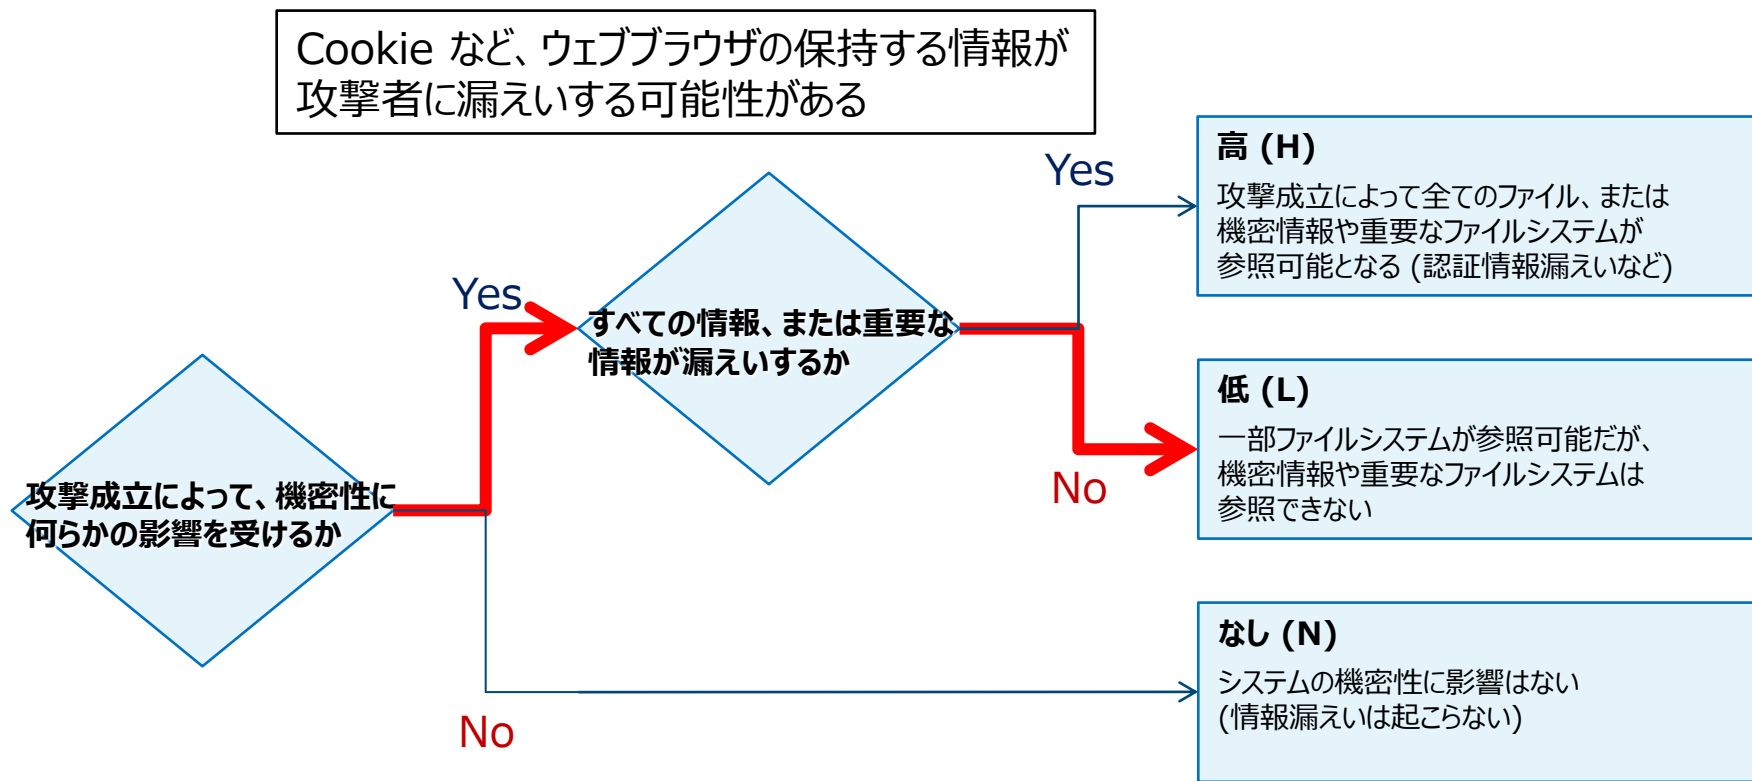 Cookie など、ウェブブラウザの保持する情報が
攻撃者に漏えいする可能性がある
Yes
高 (H)
攻撃成立によって全てのファイル、または
機密情報や重要なファイルシステムが
参照可能となる (認証情報漏えいなど)
Yes
すべての情報、または重要な
情報が漏えいするか
低 (L)
一部ファイルシステムが参照可能だが、
機密情報や重要なファイルシステムは
参照できない
No
攻撃成立によって、機密性に
何らかの影響を受けるか
なし (N)
システムの機密性に影響はない
(情報漏えいは起こらない)
No